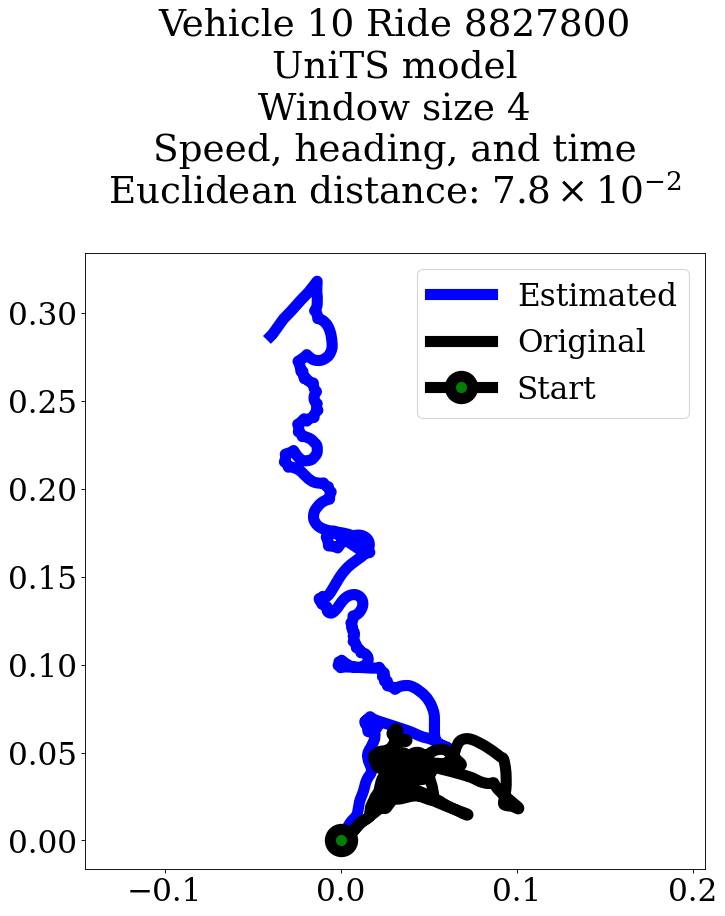 Vehicle 10 Ride 8827800
UniTS model
Window size 4
Speed, heading, and time
Euclidean distance: 7.8 × 10⁻²
Estimated
Original
Start
0.30
0.25
0.20
0.15
0.10
0.05
0.00
−0.1 0.0 0.1 0.2